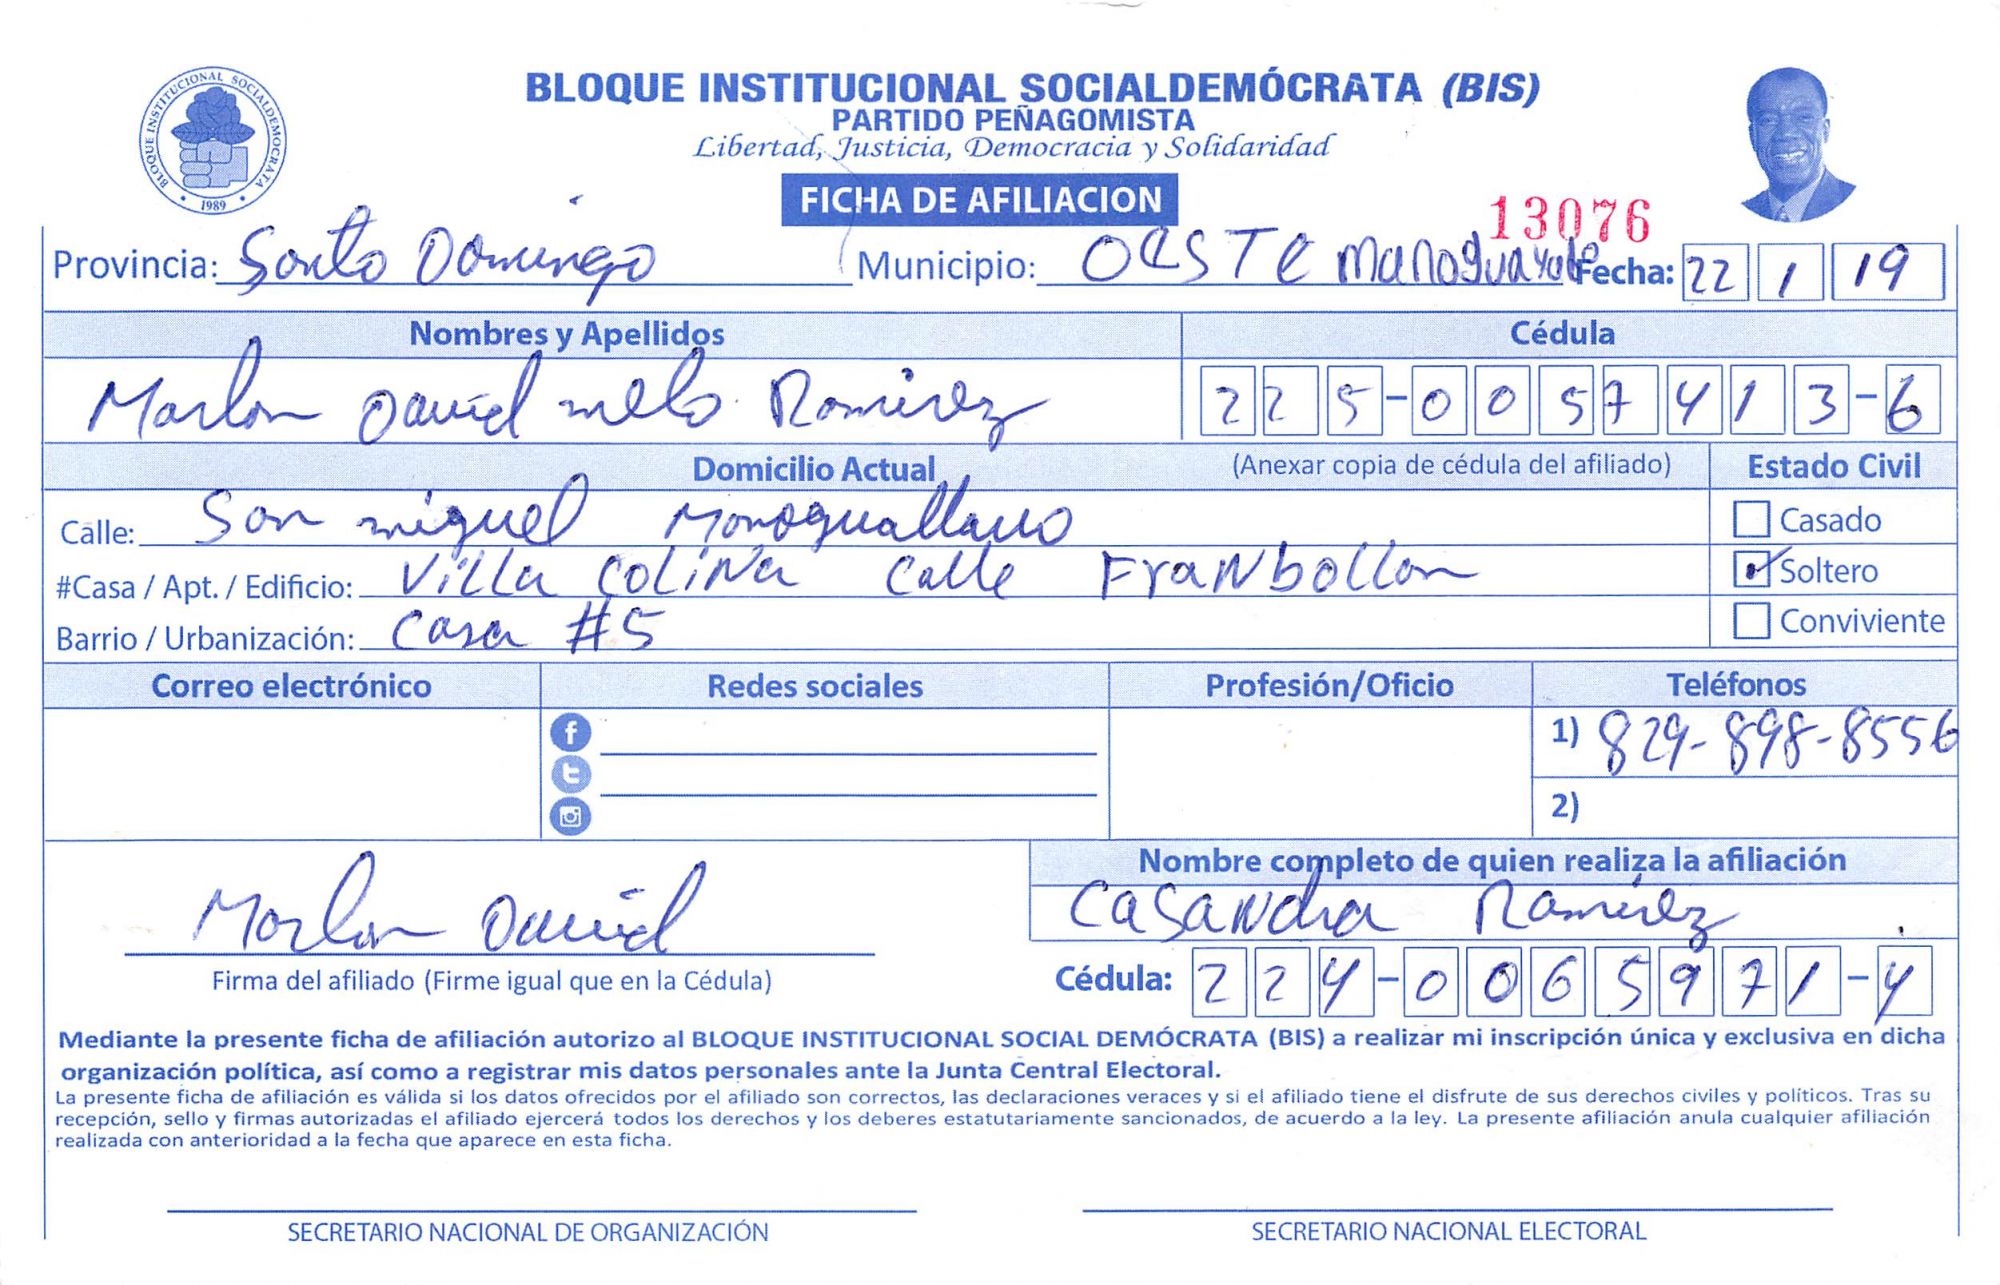 BLOQUE INSTITUCIONAL SOCIALDEMÓCRATA (BIS)
PARTIDO PEÑAGOMISTA
Libertad, Justicia, Democracia y Solidaridad
BLOQUE INSTITUCIONAL SOCIALDEMOCRATA
1989
FICHA DE AFILIACION
13076
Provincia: Santo Domingo Municipio: OESTE Manoguayabo Fecha: 22 1 19
Nombres y Apellidos Cédula
Marlon David melo Ramirez 225-0057413-6
Domicilio Actual (Anexar copia de cédula del afiliado) Estado Civil
Calle: San miguel Monoguallavo Casado
#Casa / Apt. / Edificio: Villa Colina Calle Franbollan Soltero
Barrio / Urbanización: Casa #5 Conviviente
Correo electrónico Redes sociales Profesión/Oficio Teléfonos
1) 829-898-8556
2)
Nombre completo de quien realiza la afiliación
Marlon David Casandra Ramirez
Firma del afiliado (Firme igual que en la Cédula) Cédula: 224-0065971-4
Mediante la presente ficha de afiliación autorizo al BLOQUE INSTITUCIONAL SOCIAL DEMÓCRATA (BIS) a realizar mi inscripción única y exclusiva en dicha
organización política, así como a registrar mis datos personales ante la Junta Central Electoral.
La presente ficha de afiliación es válida si los datos ofrecidos por el afiliado son correctos, las declaraciones veraces y si el afiliado tiene el disfrute de sus derechos civiles y políticos. Tras su
recepción, sello y firmas autorizadas el afiliado ejercerá todos los derechos y los deberes estatutariamente sancionados, de acuerdo a la ley. La presente afiliación anula cualquier afiliación
realizada con anterioridad a la fecha que aparece en esta ficha.
SECRETARIO NACIONAL DE ORGANIZACIÓN SECRETARIO NACIONAL ELECTORAL